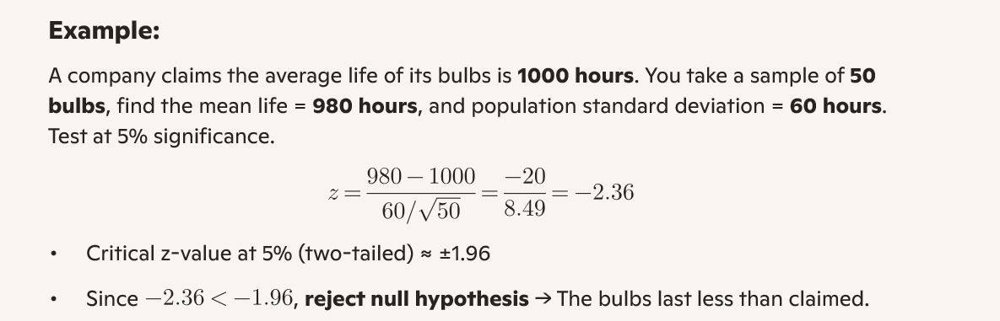 Example:
A company claims the average life of its bulbs is 1000 hours. You take a sample of 50
bulbs, find the mean life = 980 hours, and population standard deviation = 60 hours.
Test at 5% significance.
z = (980 − 1000)/(60/√50) = −20/8.49 = −2.36
• Critical z-value at 5% (two-tailed) ≈ ±1.96
• Since −2.36 < −1.96, reject null hypothesis → The bulbs last less than claimed.